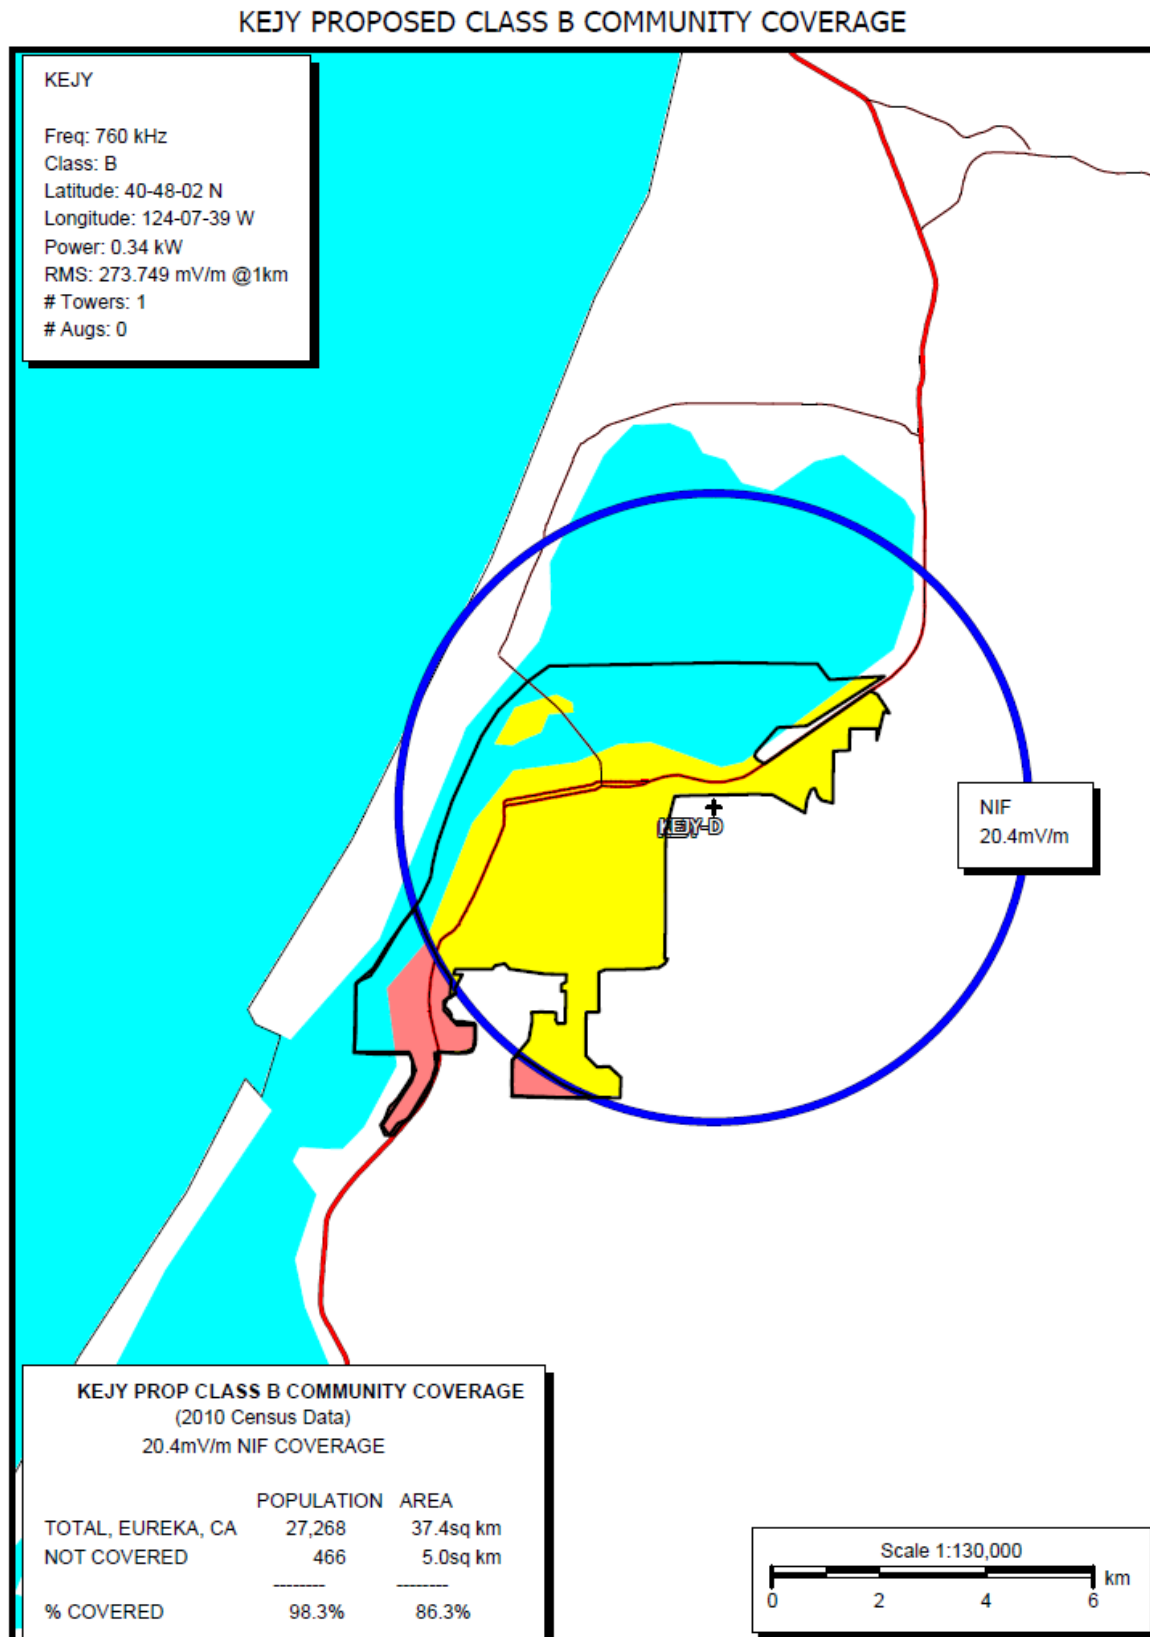 KEJY PROPOSED CLASS B COMMUNITY COVERAGE
KEJY
Freq: 760 kHz
Class: B
Latitude: 40-48-02 N
Longitude: 124-07-39 W
Power: 0.34 kW
RMS: 273.749 mV/m @1km
# Towers: 1
# Augs: 0
NIF
20.4mV/m
KEJY PROP CLASS B COMMUNITY COVERAGE
(2010 Census Data)
20.4mV/m NIF COVERAGE
POPULATION AREA
TOTAL, EUREKA, CA 27,268 37.4sq km
NOT COVERED 466 5.0sq km
-------- --------
% COVERED 98.3% 86.3%
Scale 1:130,000
km
0 2 4 6